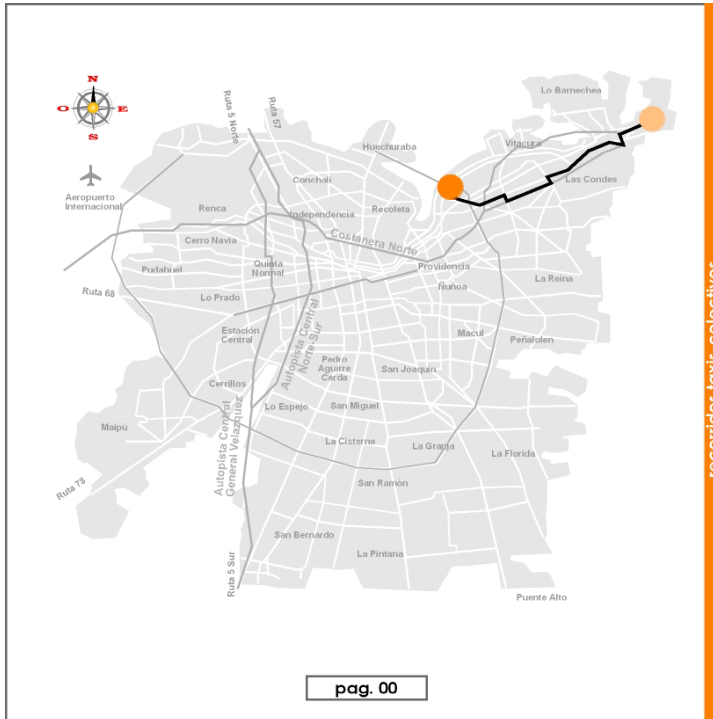 N
O
E
S
Ruta 5 Norte
Ruta 57
Lo Barnechea
Huechuraba
Vitacura
Aeropuerto
Internacional
Conchalí
Las Condes
Renca
Independencia
Recoleta
Costanera Norte
Cerro Navia
Quinta
Normal
Providencia
Pudahuel
La Reina
Ñuñoa
Ruta 68
Lo Prado
Estación
Central
Autopista Central
Norte-Sur
Macul
Peñalolen
Pedro
Aguirre
Cerda
San Joaquín
Cerrillos
Lo Espejo
San Miguel
Maipú
Autopista Central
General Velazquez
La Cisterna
La Granja
La Florida
Ruta 78
San Ramón
San Bernardo
La Pintana
Ruta 5 Sur
Puente Alto
recorridos taxis colectivos
pag. 00